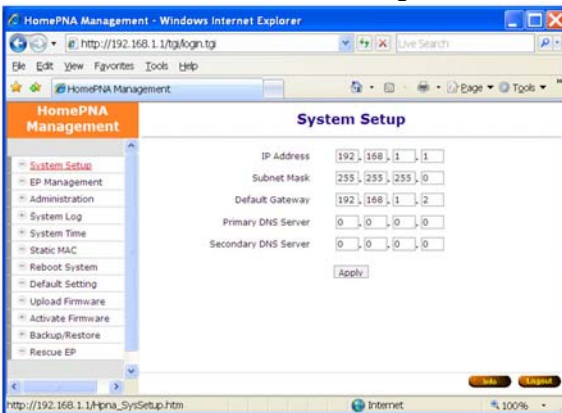 HomePNA Management - Windows Internet Explorer
http://192.168.1.1/tgi/login.tgi
Live Search
File Edit View Favorites Tools Help
HomePNA Management
Page Tools
HomePNA
Management
System Setup
System Setup
EP Management
Administration
System Log
System Time
Static MAC
Reboot System
Default Setting
Upload Firmware
Activate Firmware
Backup/Restore
Rescue EP
IP Address 192 . 168 . 1 . 1
Subnet Mask 255 . 255 . 255 . 0
Default Gateway 192 . 168 . 1 . 2
Primary DNS Server 0 . 0 . 0 . 0
Secondary DNS Server 0 . 0 . 0 . 0
Apply
Info Logout
http://192.168.1.1/Hpna_SysSetup.htm Internet 100%